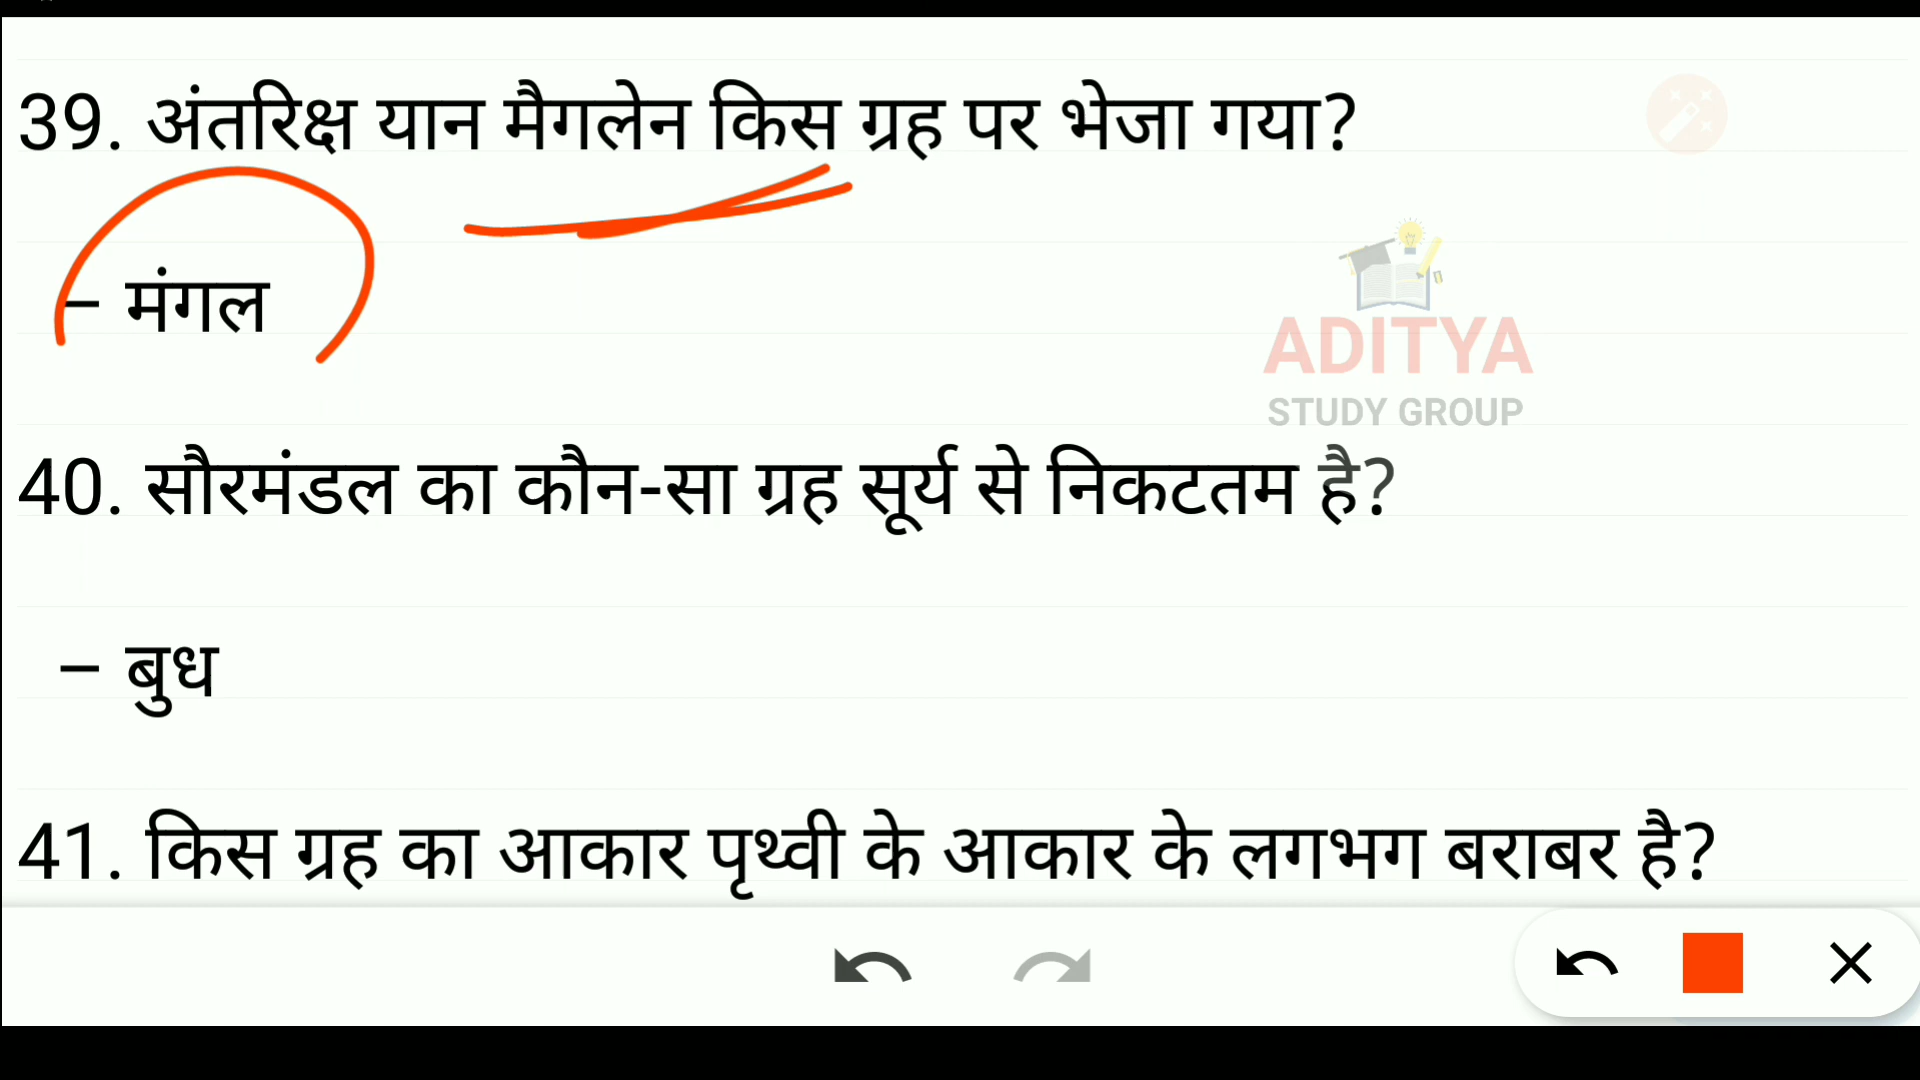 39. अंतरिक्ष यान मैगलेन किस ग्रह पर भेजा गया?
– मंगल
ADITYA
STUDY GROUP
40. सौरमंडल का कौन-सा ग्रह सूर्य से निकटतम है?
– बुध
41. किस ग्रह का आकार पृथ्वी के आकार के लगभग बराबर है?